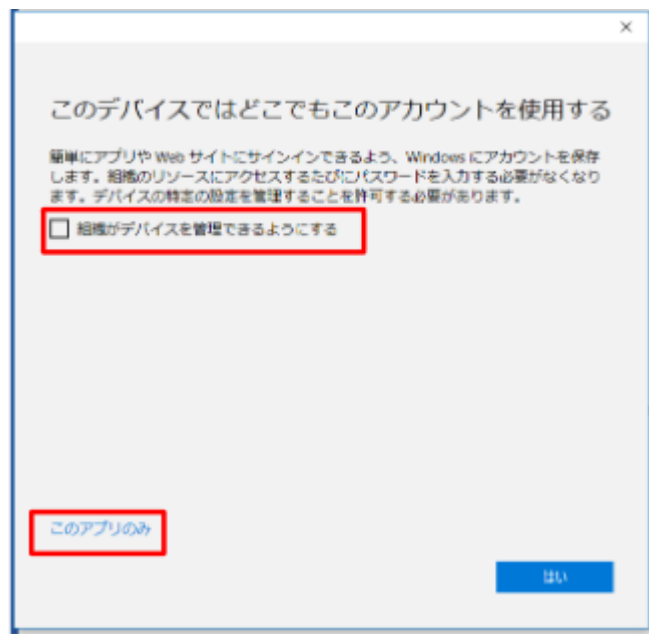 このデバイスではどこでもこのアカウントを使用する
簡単にアプリや Web サイトにサインインできるよう、Windows にアカウントを保存
します。組織のリソースにアクセスするたびにパスワードを入力する必要がなくなり
ます。デバイスの特定の設定を管理することを許可する必要があります。
組織がデバイスを管理できるようにする
このアプリのみ
はい